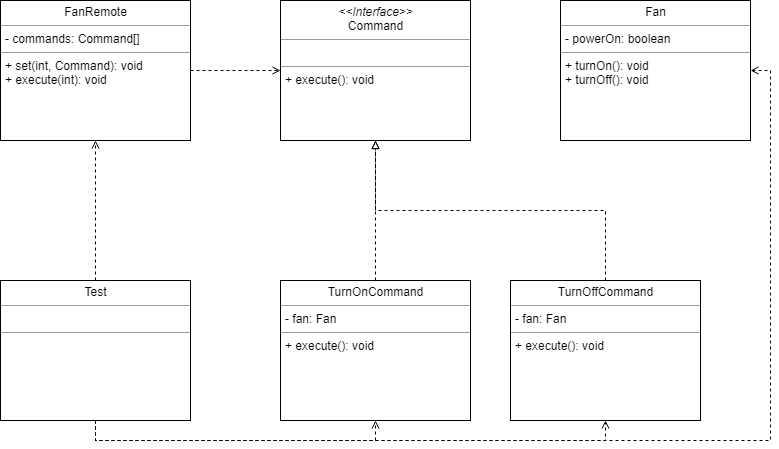 FanRemote
- commands: Command[]
+ set(int, Command): void
+ execute(int): void
<<Interface>>
Command
+ execute(): void
Fan
- powerOn: boolean
+ turnOn(): void
+ turnOff(): void
Test
TurnOnCommand
- fan: Fan
+ execute(): void
TurnOffCommand
- fan: Fan
+ execute(): void